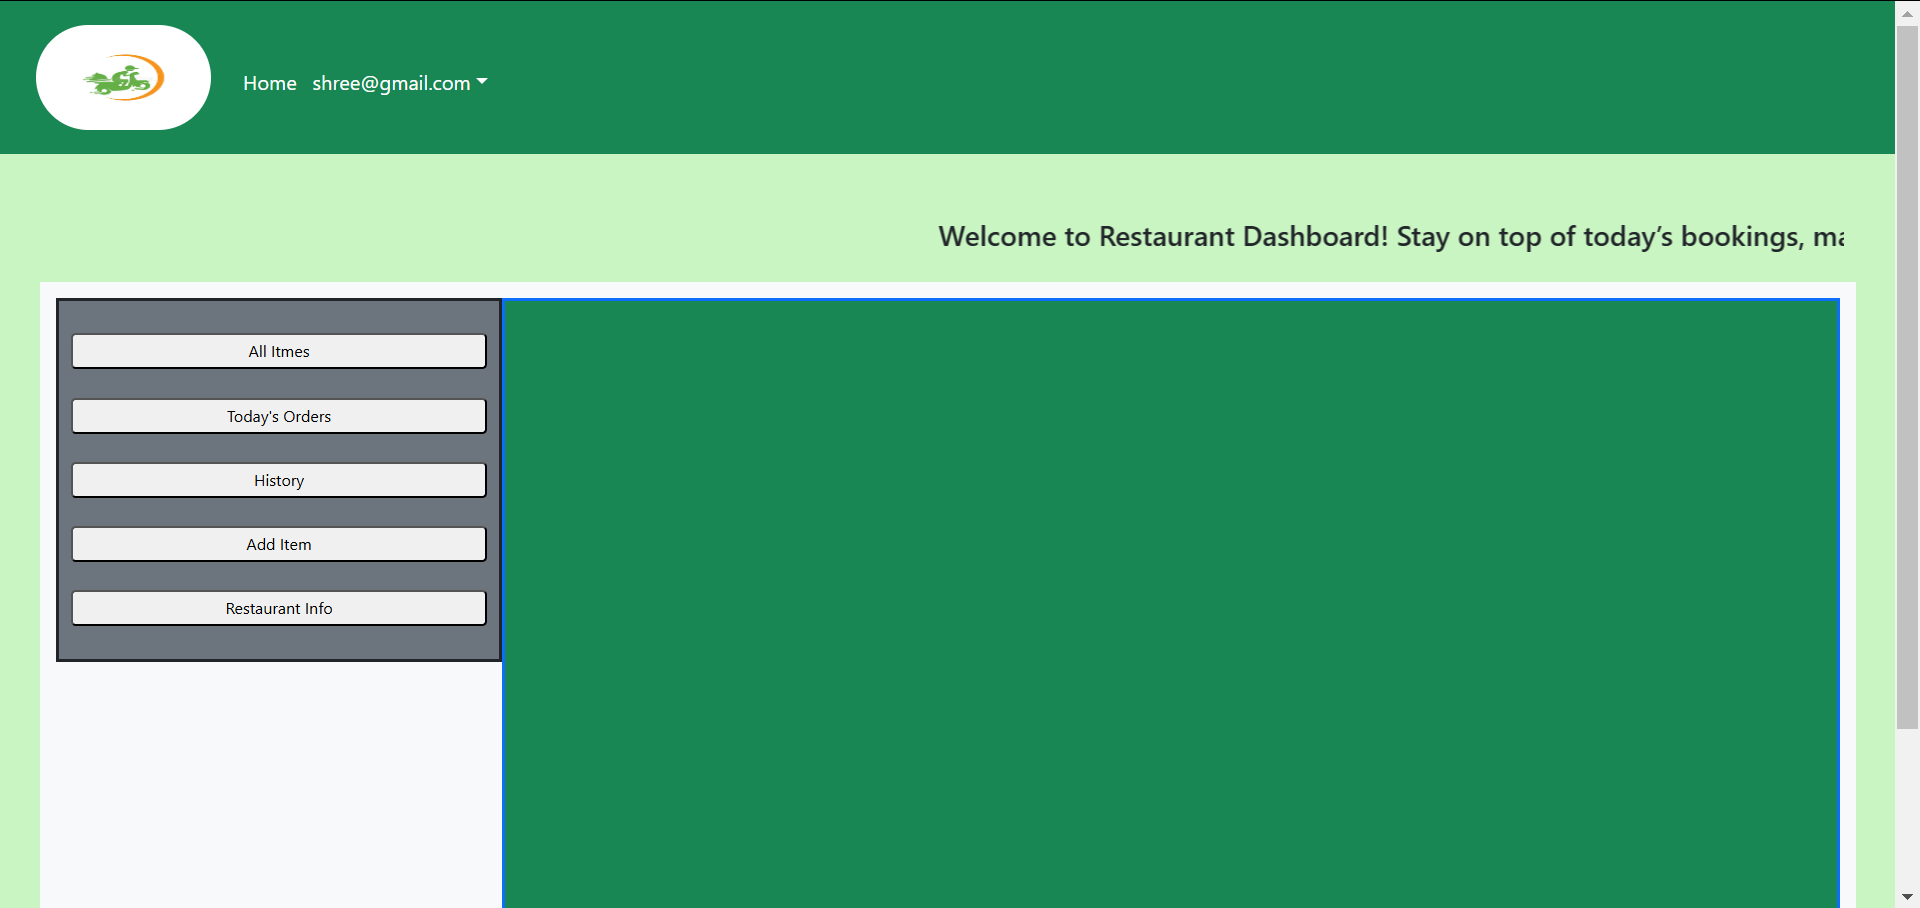 Home shree@gmail.com
Welcome to Restaurant Dashboard! Stay on top of today’s bookings, ma
All Itmes
Today's Orders
History
Add Item
Restaurant Info